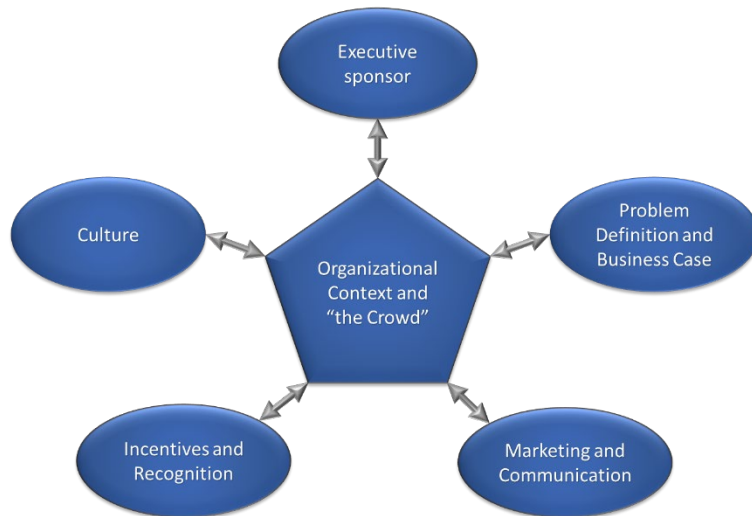 Executive
sponsor
Culture
Problem
Definition and
Business Case
Organizational
Context and
“the Crowd”
Incentives and
Recognition
Marketing and
Communication